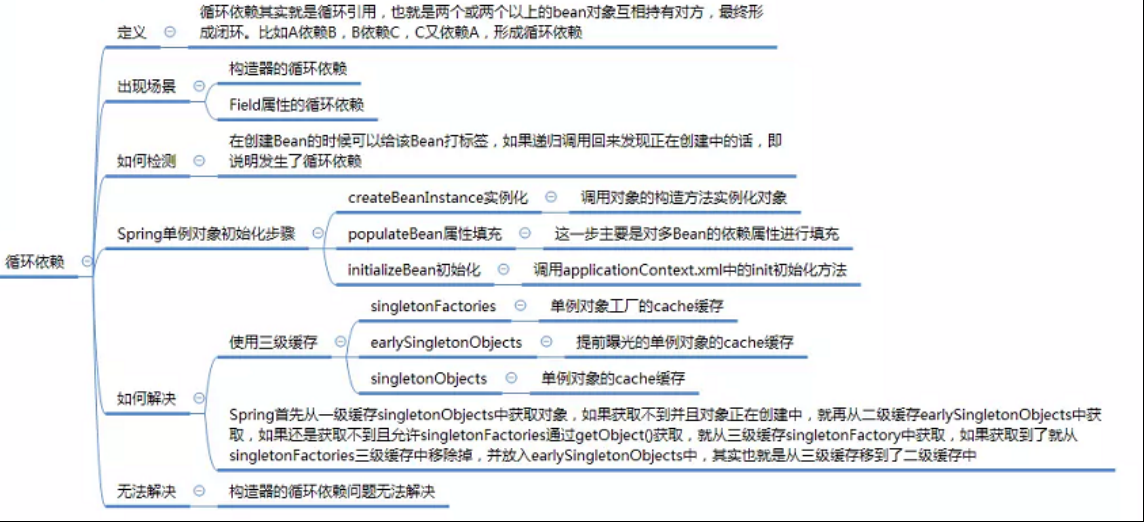 循环依赖
定义
循环依赖其实就是循环引用，也就是两个或两个以上的bean对象互相持有对方，最终形
成闭环。比如A依赖B，B依赖C，C又依赖A，形成循环依赖
出现场景
构造器的循环依赖
Field属性的循环依赖
如何检测
在创建Bean的时候可以给该Bean打标签，如果递归调用回来发现正在创建中的话，即
说明发生了循环依赖
Spring单例对象初始化步骤
createBeanInstance实例化
调用对象的构造方法实例化对象
populateBean属性填充
这一步主要是对多Bean的依赖属性进行填充
initializeBean初始化
调用applicationContext.xml中的init初始化方法
如何解决
使用三级缓存
singletonFactories
单例对象工厂的cache缓存
earlySingletonObjects
提前曝光的单例对象的cache缓存
singletonObjects
单例对象的cache缓存
Spring首先从一级缓存singletonObjects中获取对象，如果获取不到并且对象正在创建中，就再从二级缓存earlySingletonObjects中获
取，如果还是获取不到且允许singletonFactories通过getObject()获取，就从三级缓存singletonFactory中获取，如果获取到了就从
singletonFactories三级缓存中移除掉，并放入earlySingletonObjects中，其实也就是从三级缓存移到了二级缓存中
无法解决
构造器的循环依赖问题无法解决